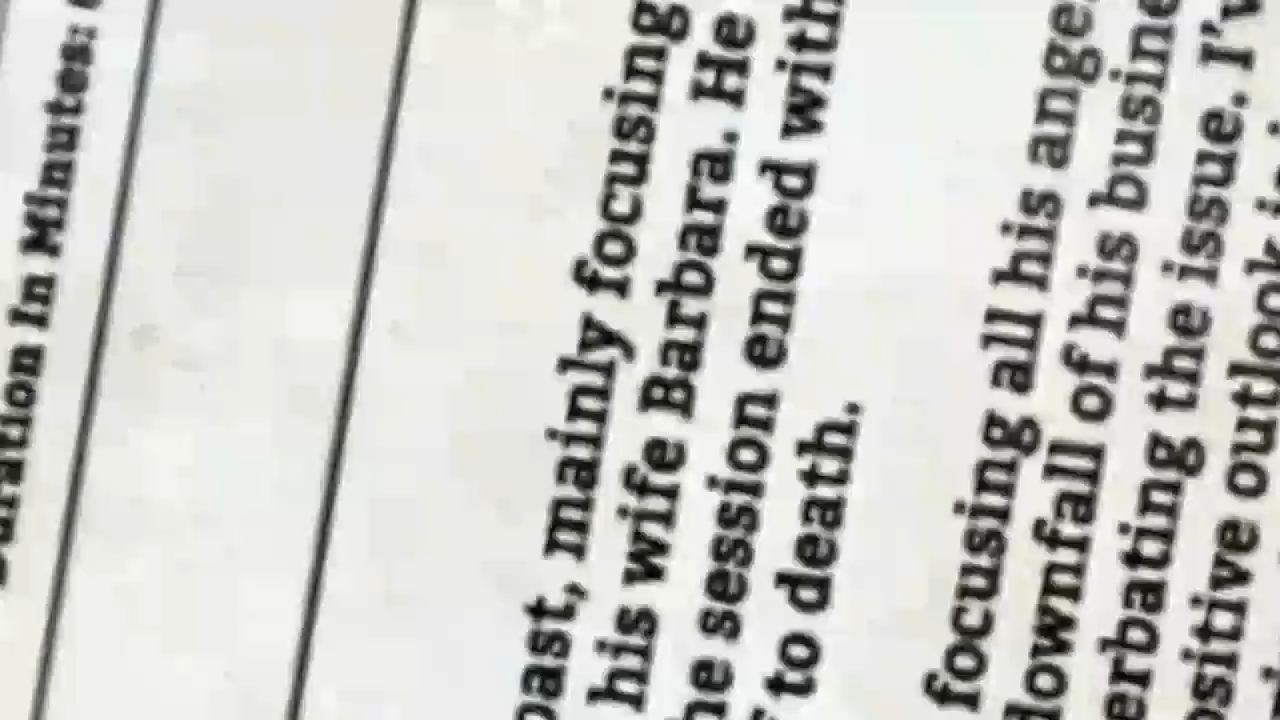 Duration In Minutes:
past, mainly focusing
his wife Barbara. He
he session ended with
to death.
focusing all his ange
downfall of his busine
erbating the issue. I'v
ositive outlook is